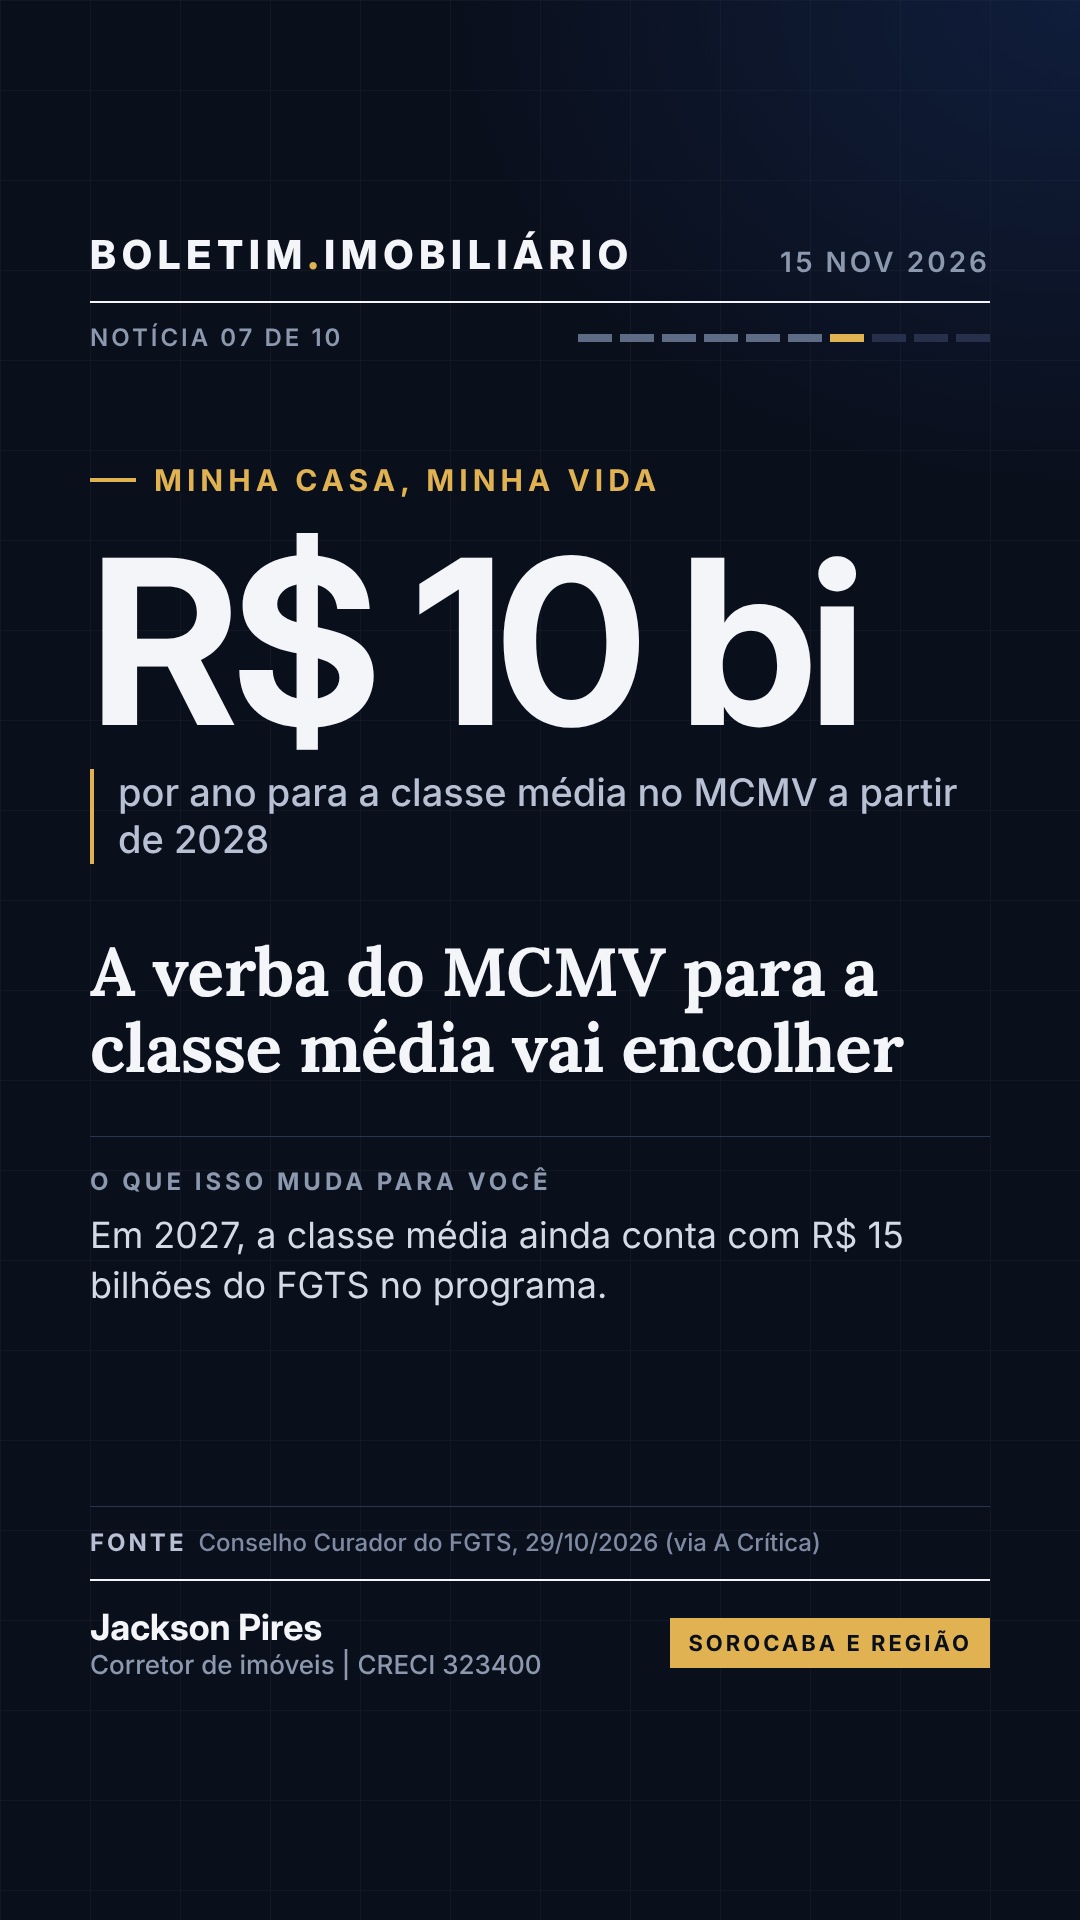 BOLETIM.IMOBILIÁRIO
15 NOV 2026
NOTÍCIA 07 DE 10
MINHA CASA, MINHA VIDA
R$ 10 bi
por ano para a classe média no MCMV a partir
de 2028
A verba do MCMV para a
classe média vai encolher
O QUE ISSO MUDA PARA VOCÊ
Em 2027, a classe média ainda conta com R$ 15
bilhões do FGTS no programa.
FONTE Conselho Curador do FGTS, 29/10/2026 (via A Crítica)
Jackson Pires
Corretor de imóveis | CRECI 323400
SOROCABA E REGIÃO